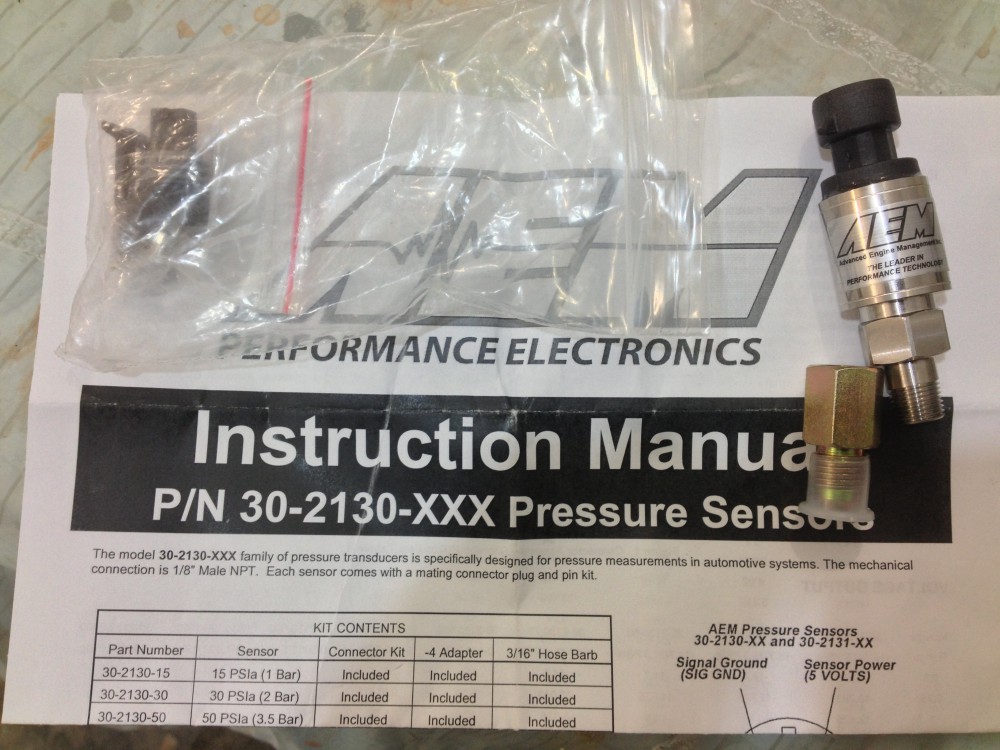 AEM
PERFORMANCE ELECTRONICS
AEM
Advanced Engine Management
THE LEADER IN
PERFORMANCE TECHNOLOGY
Instruction Manua
P/N 30-2130-XXX Pressure Sensors
The model 30-2130-XXX family of pressure transducers is specifically designed for pressure measurements in automotive systems. The mechanical
connection is 1/8" Male NPT. Each sensor comes with a mating connector plug and pin kit.
KIT CONTENTS
Part Number Sensor Connector Kit -4 Adapter 3/16" Hose Barb
30-2130-15 15 PSIa (1 Bar) Included Included Included
30-2130-30 30 PSIa (2 Bar) Included Included Included
30-2130-50 50 PSIa (3.5 Bar) Included Included Included
AEM Pressure Sensors
30-2130-XX and 30-2131-XX
Signal Ground Sensor Power
(SIG GND) (5 VOLTS)